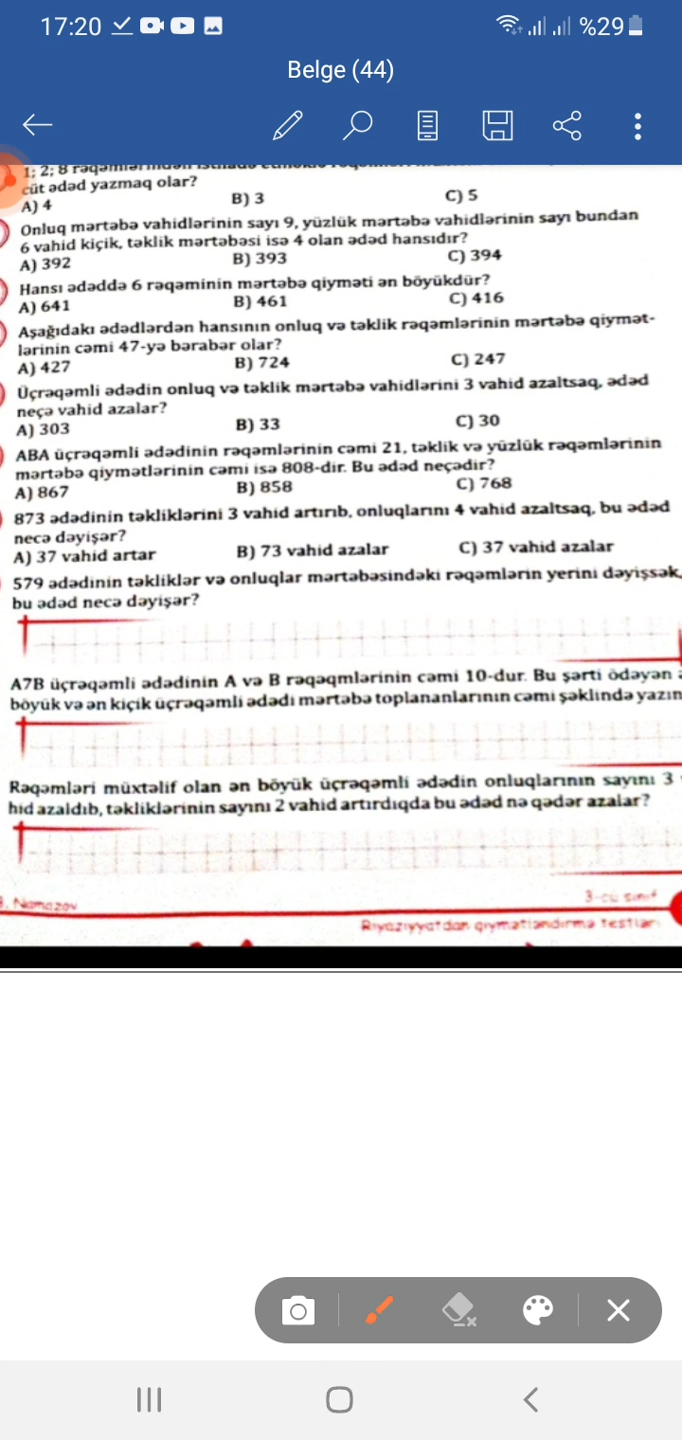 17:20
%29
Belge (44)
1; 2; 8
cüt ədəd yazmaq olar?
A) 4 B) 3 C) 5
Onluq mərtəbə vahidlərinin sayı 9, yüzlük mərtəbə vahidlərinin sayı bundan
6 vahid kiçik, təklik mərtəbəsi isə 4 olan ədəd hansıdır?
A) 392 B) 393 C) 394
Hansı ədəddə 6 rəqəminin mərtəbə qiyməti ən böyükdür?
A) 641 B) 461 C) 416
Aşağıdakı ədədlərdən hansının onluq və təklik rəqəmlərinin mərtəbə qiymət-
lərinin cəmi 47-yə bərabər olar?
A) 427 B) 724 C) 247
Üçrəqəmli ədədin onluq və təklik mərtəbə vahidlərini 3 vahid azaltsaq, ədəd
neçə vahid azalar?
A) 303 B) 33 C) 30
ABA üçrəqəmli ədədinin rəqəmlərinin cəmi 21, təklik və yüzlük rəqəmlərinin
mərtəbə qiymətlərinin cəmi isə 808-dir. Bu ədəd neçədir?
A) 867 B) 858 C) 768
873 ədədinin təkliklərini 3 vahid artırıb, onluqlarını 4 vahid azaltsaq, bu ədəd
necə dəyişər?
A) 37 vahid artar B) 73 vahid azalar C) 37 vahid azalar
579 ədədinin təkliklər və onluqlar mərtəbəsindəki rəqəmlərin yerini dəyişsək,
bu ədəd necə dəyişər?
A7B üçrəqəmli ədədinin A və B rəqəqmlərinin cəmi 10-dur. Bu şərti ödəyən
böyük və ən kiçik üçrəqəmli ədədi mərtəbə toplananlarının cəmi şəklində yazın
Rəqəmləri müxtəlif olan ən böyük üçrəqəmli ədədin onluqlarının sayını 3
hid azaldıb, təkliklərinin sayını 2 vahid artırdıqda bu ədəd nə qədər azalar?
Namazov
3-cü sinif
Riyaziyyatdan qiymətləndirmə testləri